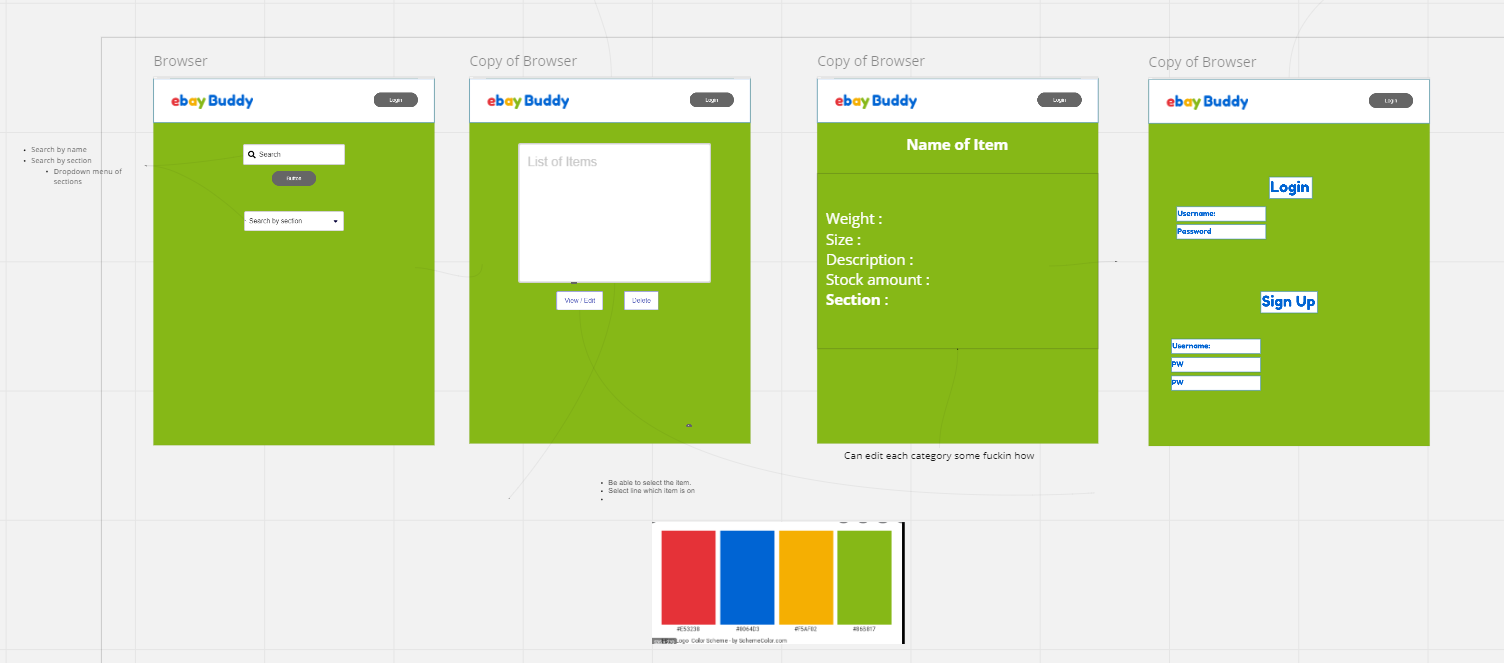 Browser
ebay Buddy
Login
Search by name
Search by section
Dropdown menu of
sections
Search
Button
Search by section
Copy of Browser
ebay Buddy
Login
List of Items
View / Edit
Delete
Be able to select the item.
Select line which item is on
Copy of Browser
ebay Buddy
Login
Name of Item
Weight :
Size :
Description :
Stock amount :
Section :
Can edit each category some fuckin how
Copy of Browser
ebay Buddy
Login
Login
Username:
Password
Sign Up
Username:
PW
PW
#E53238
#0064D3
#F5AF02
#86B817
Logo Color Scheme - by SchemeColor.com